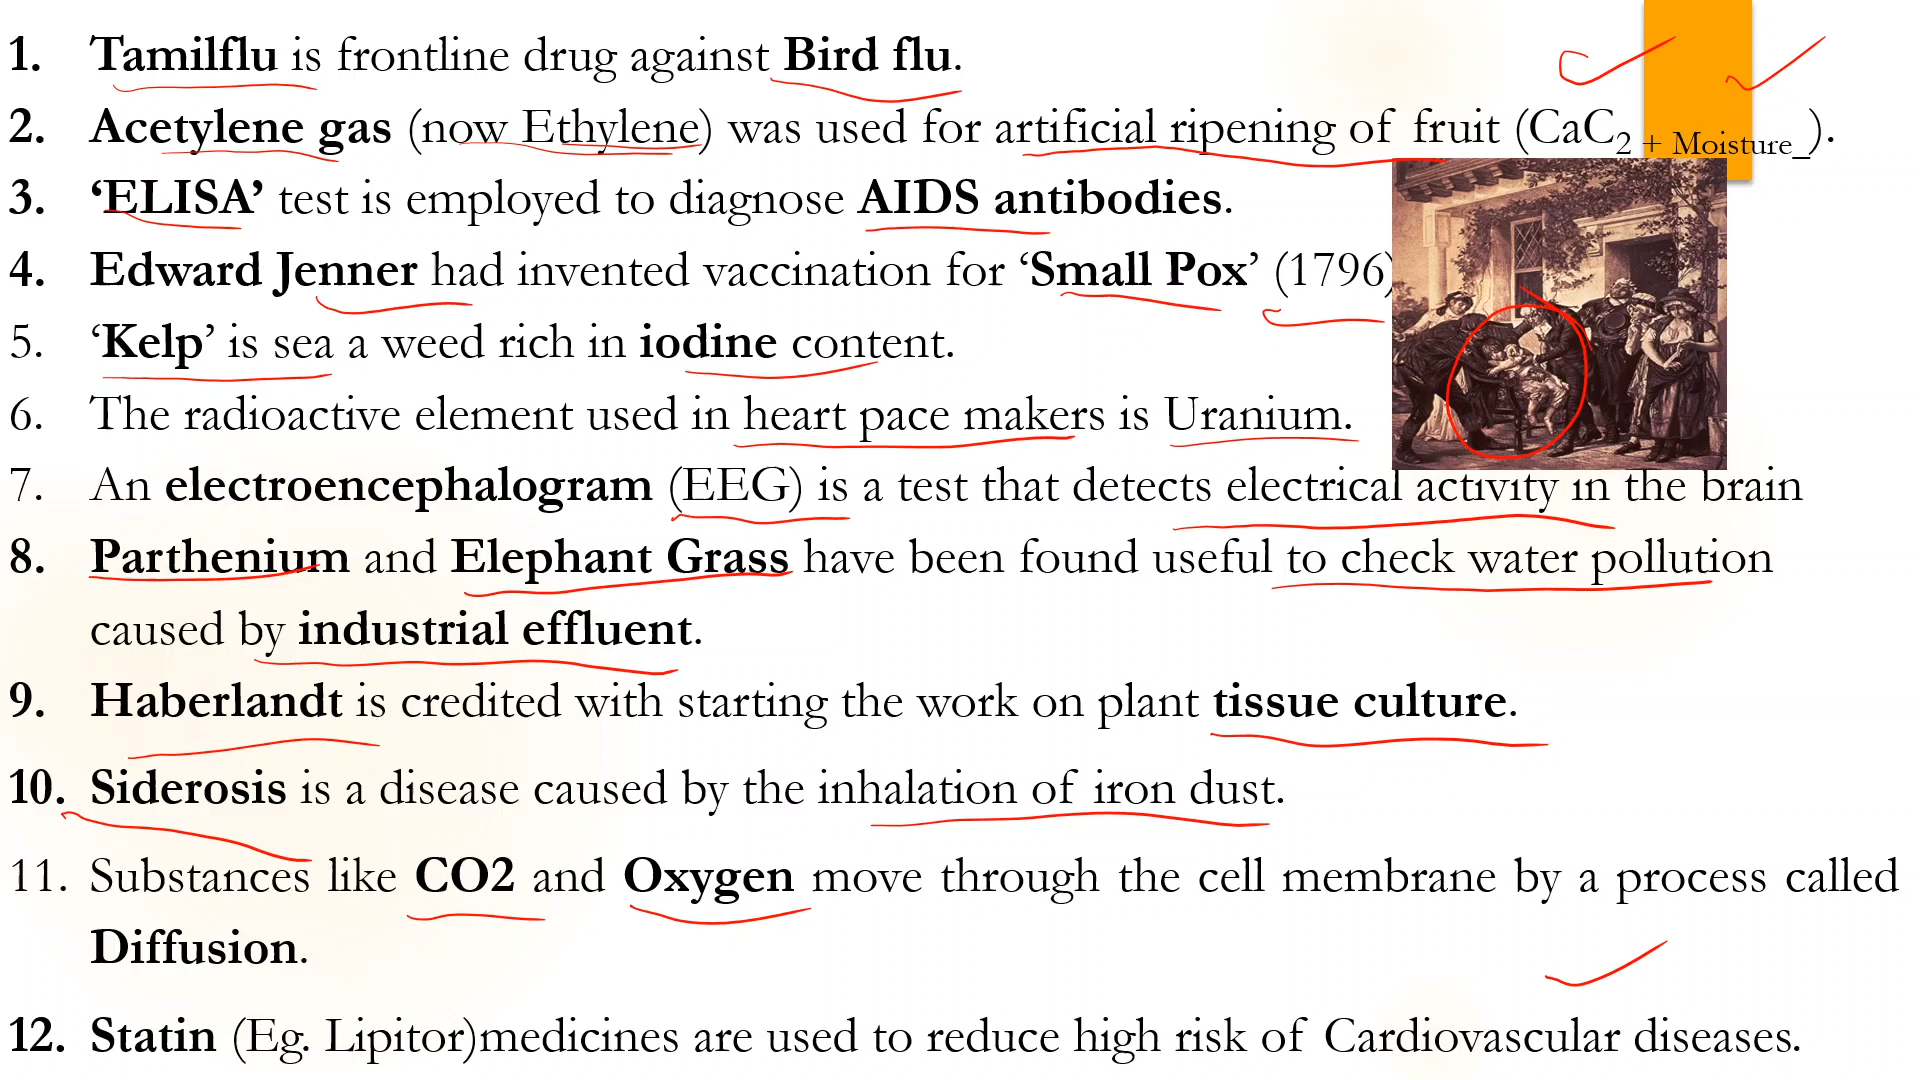 1. Tamilflu is frontline drug against Bird flu.
2. Acetylene gas (now Ethylene) was used for artificial ripening of fruit (CaC2 + Moisture_).
3. ‘ELISA’ test is employed to diagnose AIDS antibodies.
4. Edward Jenner had invented vaccination for ‘Small Pox’ (1796)
5. ‘Kelp’ is sea a weed rich in iodine content.
6. The radioactive element used in heart pace makers is Uranium.
7. An electroencephalogram (EEG) is a test that detects electrical activity in the brain
8. Parthenium and Elephant Grass have been found useful to check water pollution
caused by industrial effluent.
9. Haberlandt is credited with starting the work on plant tissue culture.
10. Siderosis is a disease caused by the inhalation of iron dust.
11. Substances like CO2 and Oxygen move through the cell membrane by a process called
Diffusion.
12. Statin (Eg. Lipitor)medicines are used to reduce high risk of Cardiovascular diseases.